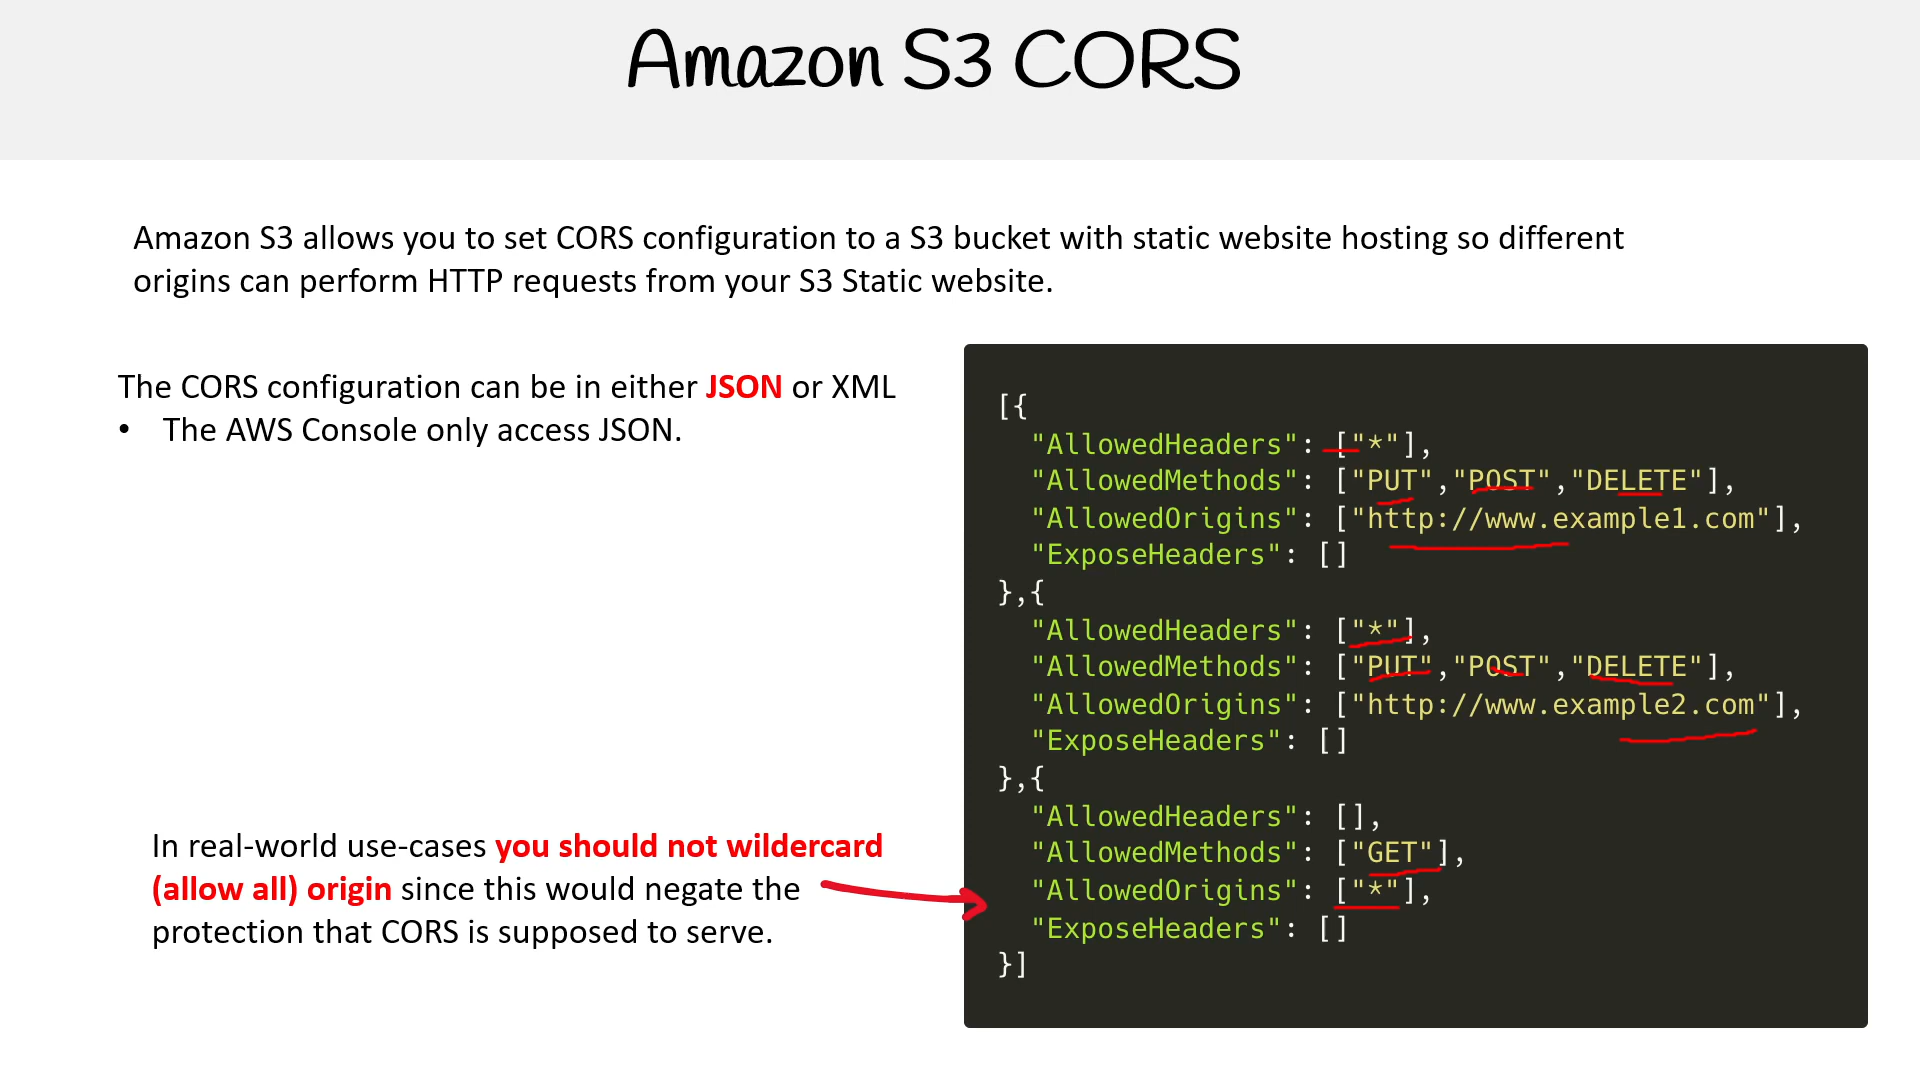 Amazon S3 CORS
Amazon S3 allows you to set CORS configuration to a S3 bucket with static website hosting so different
origins can perform HTTP requests from your S3 Static website.
The CORS configuration can be in either JSON or XML
• The AWS Console only access JSON.
In real-world use-cases you should not wildercard
(allow all) origin since this would negate the
protection that CORS is supposed to serve.
[{
  "AllowedHeaders": ["*"],
  "AllowedMethods": ["PUT","POST","DELETE"],
  "AllowedOrigins": ["http://www.example1.com"],
  "ExposeHeaders": []
},{
  "AllowedHeaders": ["*"],
  "AllowedMethods": ["PUT","POST","DELETE"],
  "AllowedOrigins": ["http://www.example2.com"],
  "ExposeHeaders": []
},{
  "AllowedHeaders": [],
  "AllowedMethods": ["GET"],
  "AllowedOrigins": ["*"],
  "ExposeHeaders": []
}]